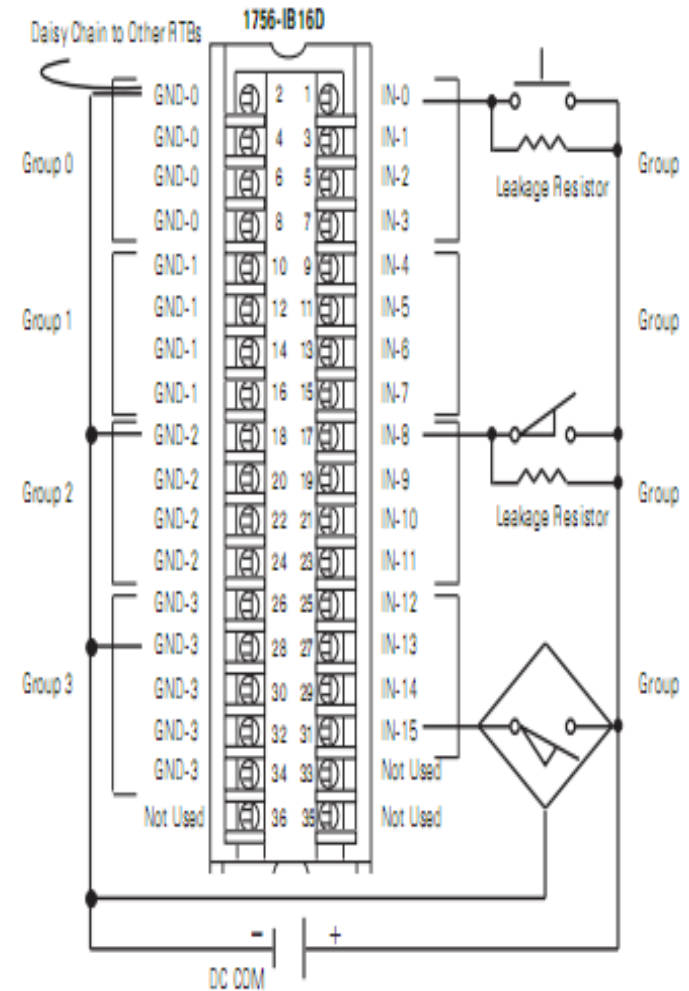 1756-IB16D
Daisy Chain to Other RTBs
GND-0 2 1 IN-0
GND-0 4 3 IN-1
Group 0 Group
GND-0 6 5 IN-2
Leakage Resistor
GND-0 8 7 IN-3
GND-1 10 9 IN-4
GND-1 12 11 IN-5
Group 1 Group
GND-1 14 13 IN-6
GND-1 16 15 IN-7
GND-2 18 17 IN-8
GND-2 20 19 IN-9
Group 2 Group
GND-2 22 21 IN-10
Leakage Resistor
GND-2 24 23 IN-11
GND-3 26 25 IN-12
GND-3 28 27 IN-13
Group 3 Group
GND-3 30 29 IN-14
GND-3 32 31 IN-15
GND-3 34 33 Not Used
Not Used 36 35 Not Used
– +
DC COM